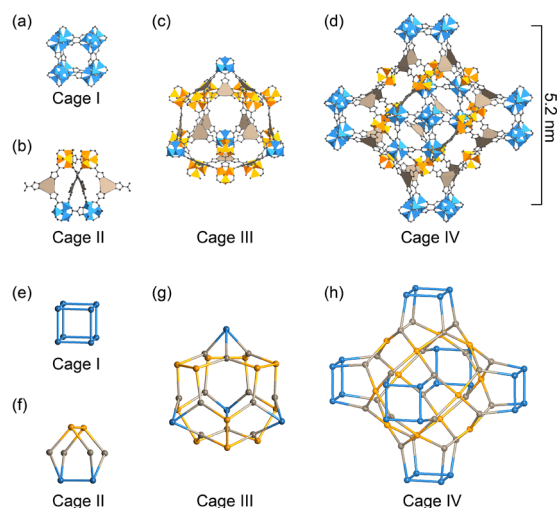 (a)
Cage I
(b)
Cage II
(c)
Cage III
(d)
Cage IV
5.2 nm
(e)
Cage I
(f)
Cage II
(g)
Cage III
(h)
Cage IV